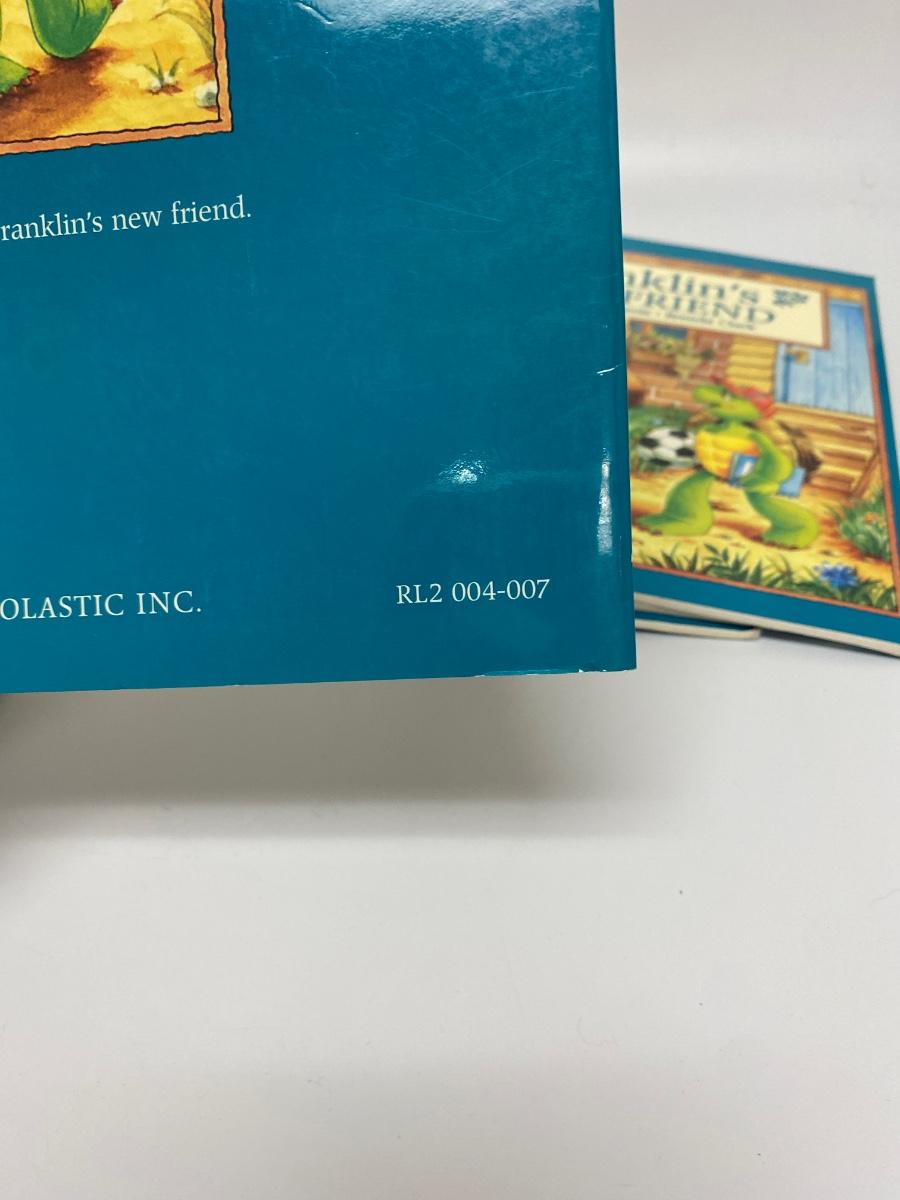 ranklin's new friend.
OLASTIC INC.
RL2 004-007
nklin's
FRIEND